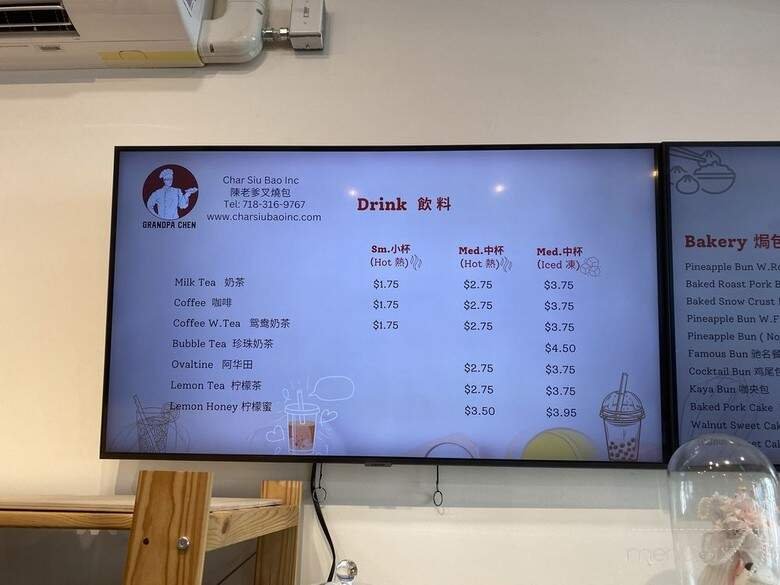 Char Siu Bao Inc
陳老爹叉燒包
Tel: 718-316-9767
www.charsiubaoinc.com
GRANDPA CHEN
Drink 飲料
Sm.小杯 Med.中杯 Med.中杯
(Hot 熱) (Hot 熱) (Iced 凍)
Milk Tea 奶茶 $1.75 $2.75 $3.75
Coffee 咖啡 $1.75 $2.75 $3.75
Coffee W.Tea 鸳鸯奶茶 $1.75 $2.75 $3.75
Bubble Tea 珍珠奶茶 $4.50
Ovaltine 阿华田 $2.75 $3.75
Lemon Tea 柠檬茶 $2.75 $3.75
Lemon Honey 柠檬蜜 $3.50 $3.95
Bakery 焗包
Pineapple Bun W.Ro
Baked Roast Pork B
Baked Snow Crust
Pineapple Bun W.F
Pineapple Bun ( No
Famous Bun 驰名餐
Cocktail Bun 鸡尾包
Kaya Bun 咖央包
Baked Pork Cake
Walnut Sweet Cak